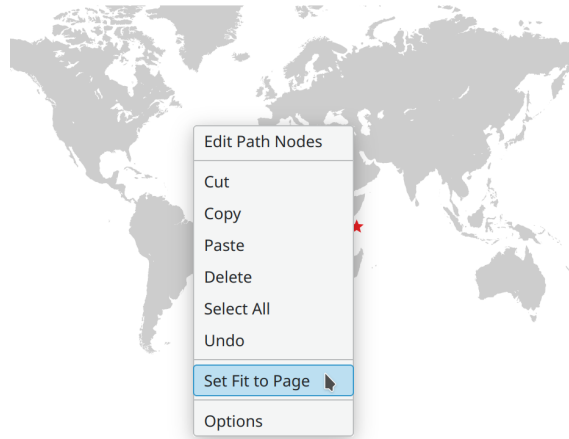 Edit Path Nodes
Cut
Copy
Paste
Delete
Select All
Undo
Set Fit to Page
Options